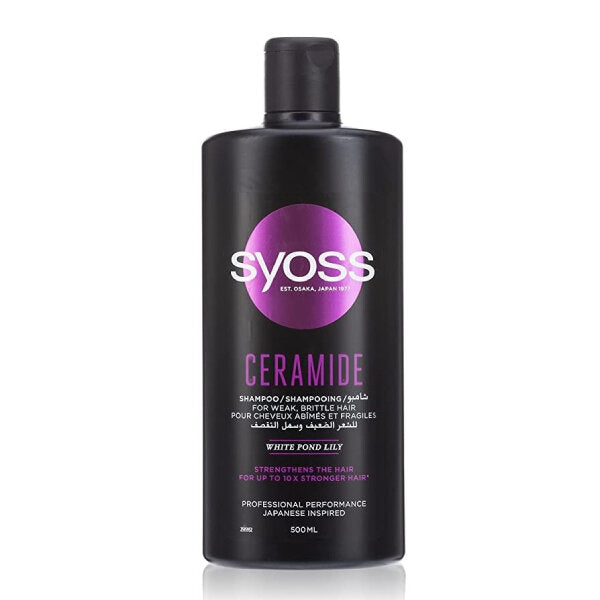 syoss
EST. OSAKA, JAPAN 1977
CERAMIDE
SHAMPOO/SHAMPOOING/شامبو
FOR WEAK, BRITTLE HAIR
POUR CHEVEUX ABÎMÉS ET FRAGILES
للشعر الضعيف وسهل التقصف
WHITE POND LILY
STRENGTHENS THE HAIR
FOR UP TO 10 X STRONGER HAIR*
PROFESSIONAL PERFORMANCE
JAPANESE INSPIRED
500ML